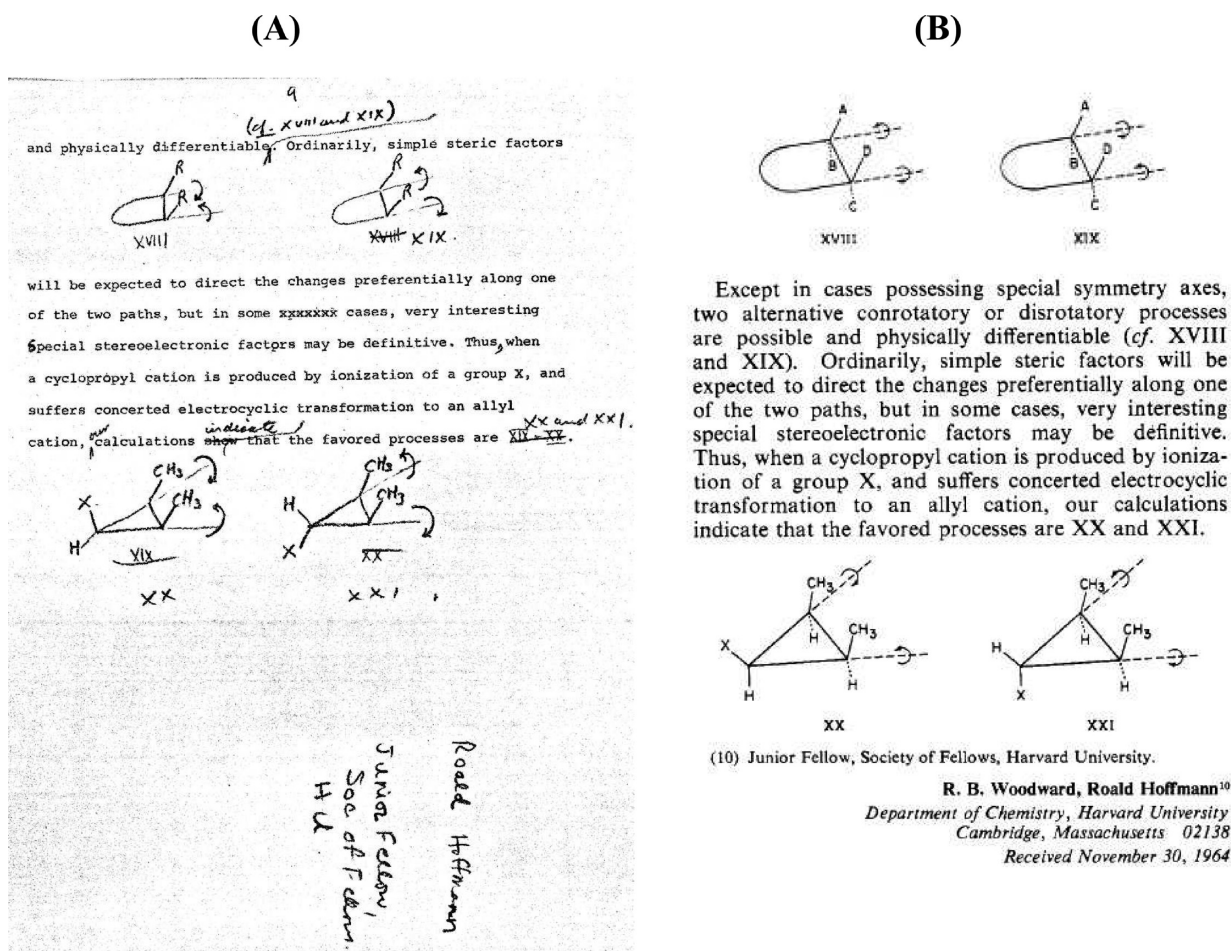 (A)
9
(cf. XVIII and XIX)
and physically differentiable. Ordinarily, simple steric factors
R
R
R
R
XVIII
XVIII XIX.
will be expected to direct the changes preferentially along one
of the two paths, but in some xxxxxxx cases, very interesting
special stereoelectronic factors may be definitive. Thus, when
a cyclopropyl cation is produced by ionization of a group X, and
suffers concerted electrocyclic transformation to an allyl
our indicate XX and XXI.
cation, calculations show that the favored processes are XIX - XX.
CH3
CH3
X
H
XIX
XX
CH3
CH3
H
X
XX
XXI
Roald Hoffmann
Junior Fellow,
Soc of Fellows.
H U.
(B)
A
B
D
C
XVIII
A
B
D
C
XIX
Except in cases possessing special symmetry axes,
two alternative conrotatory or disrotatory processes
are possible and physically differentiable (cf. XVIII
and XIX). Ordinarily, simple steric factors will be
expected to direct the changes preferentially along one
of the two paths, but in some cases, very interesting
special stereoelectronic factors may be definitive.
Thus, when a cyclopropyl cation is produced by ioniza-
tion of a group X, and suffers concerted electrocyclic
transformation to an allyl cation, our calculations
indicate that the favored processes are XX and XXI.
CH3
H
X
CH3
H
H
XX
CH3
H
H
CH3
X
H
XXI
(10) Junior Fellow, Society of Fellows, Harvard University.
R. B. Woodward, Roald Hoffmann10
Department of Chemistry, Harvard University
Cambridge, Massachusetts 02138
Received November 30, 1964